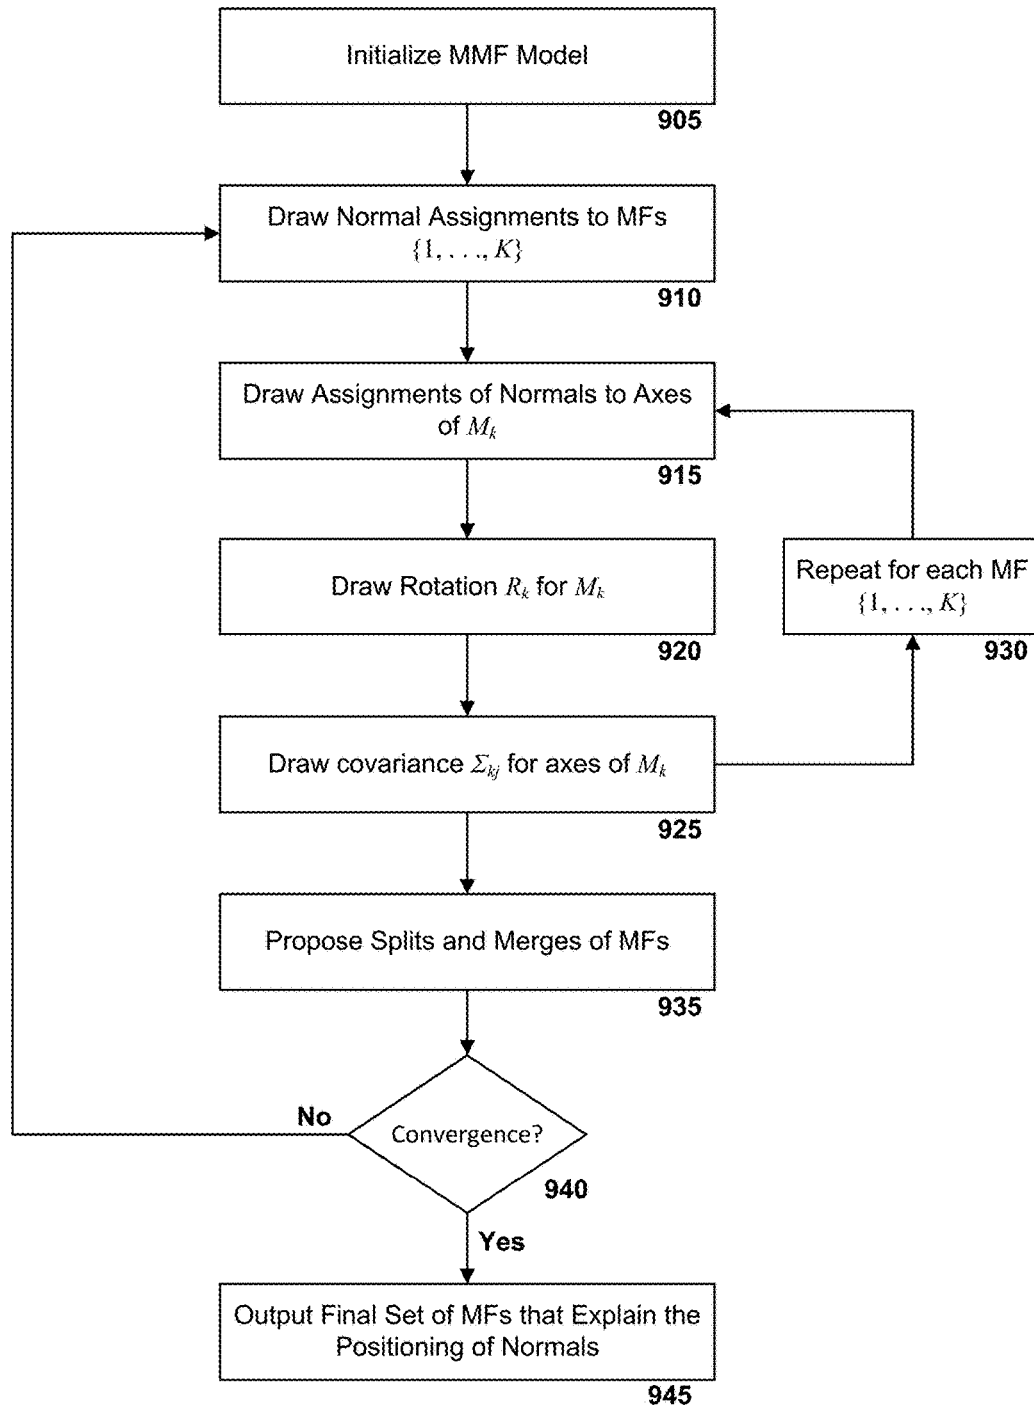 Initialize MMF Model
905
Draw Normal Assignments to MFs
{1, . . ., K}
910
Draw Assignments of Normals to Axes
of Mk
915
Draw Rotation Rk for Mk
920
Repeat for each MF
{1, . . ., K}
930
Draw covariance Σkj for axes of Mk
925
Propose Splits and Merges of MFs
935
No
Convergence?
940
Yes
Output Final Set of MFs that Explain the
Positioning of Normals
945